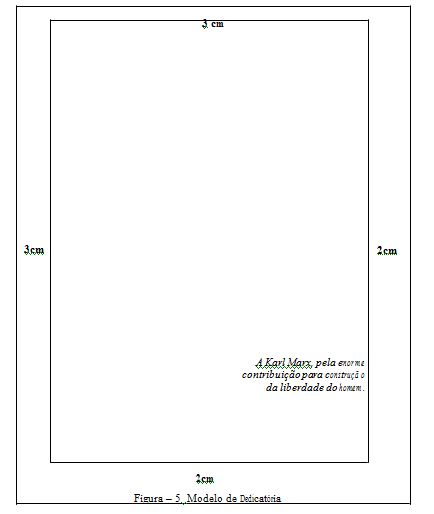 3 cm
3cm
2cm
A Karl Marx, pela enorme
contribuição para construçã o
da liberdade do homem.
2cm
Figura – 5, Modelo de Dedicatória